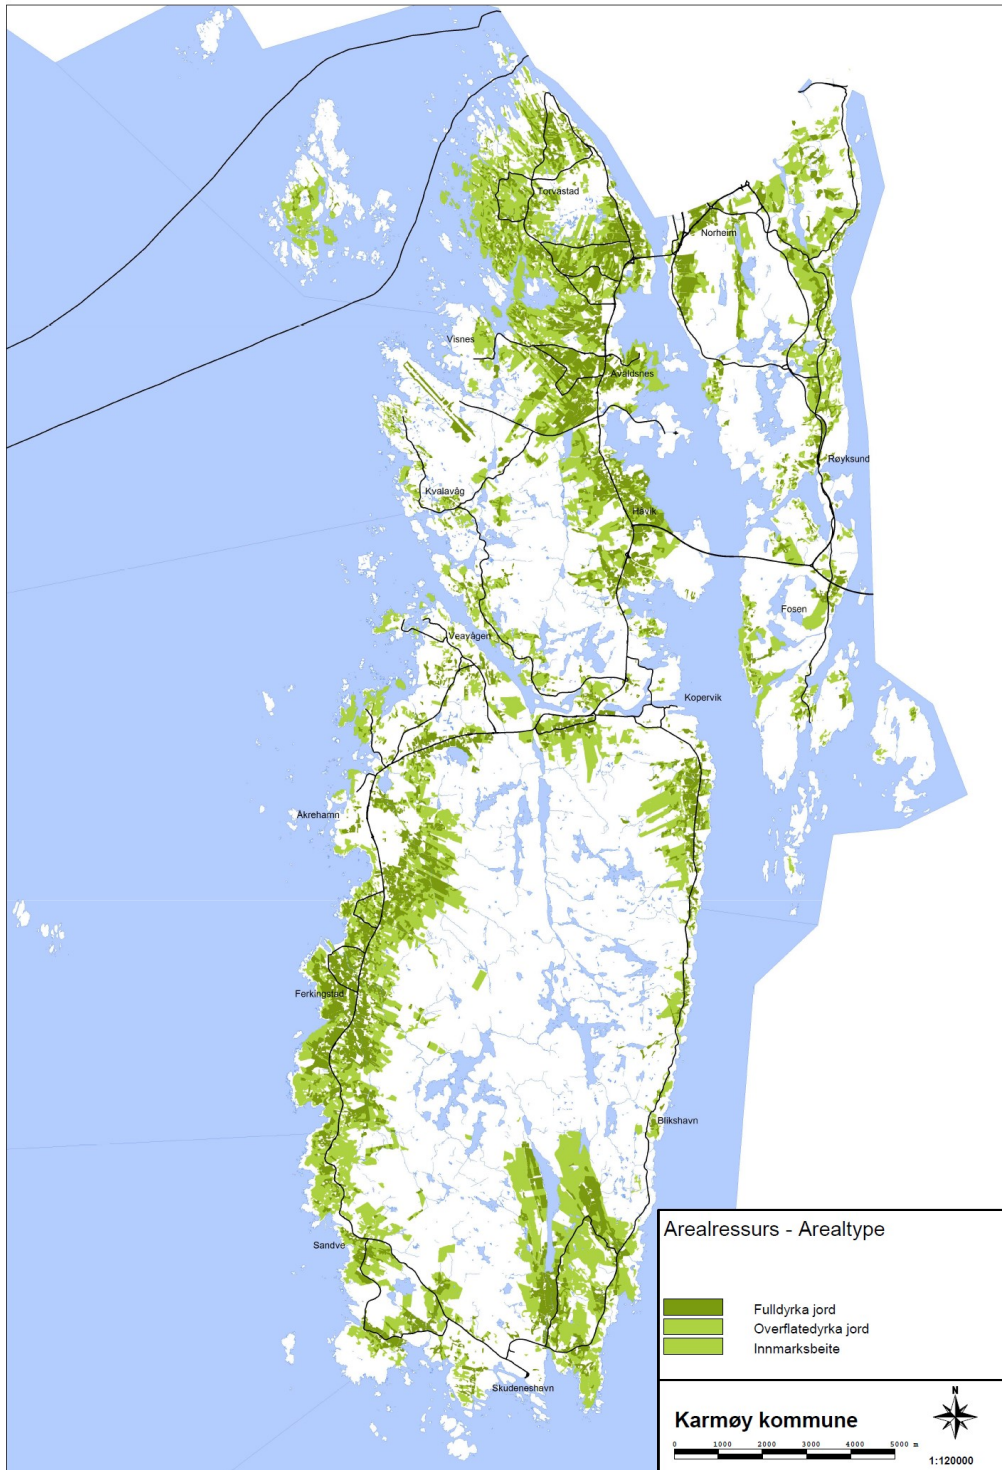 Torvastad
Norheim
Visnes
Avaldsnes
Røyksund
Kvalavåg
Håvik
Fosen
Veavågen
Kopervik
Åkrehamn
Ferkingstad
Blikshavn
Sandve
Skudeneshavn
Arealressurs - Arealtype
Fulldyrka jord
Overflatedyrka jord
Innmarksbeite
Karmøy kommune
N
0 1000 2000 3000 4000 5000 m
1:120000